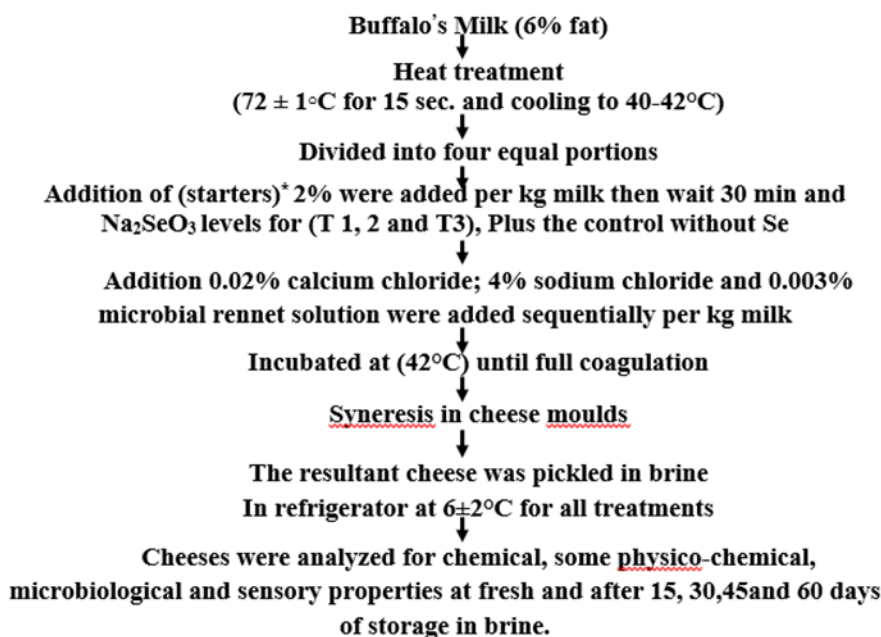 Buffalo's Milk (6% fat)
Heat treatment
(72 ± 1◦C for 15 sec. and cooling to 40-42°C)
Divided into four equal portions
Addition of (starters)* 2% were added per kg milk then wait 30 min and
Na₂SeO₃ levels for (T 1, 2 and T3), Plus the control without Se
Addition 0.02% calcium chloride; 4% sodium chloride and 0.003%
microbial rennet solution were added sequentially per kg milk
Incubated at (42°C) until full coagulation
Syneresis in cheese moulds
The resultant cheese was pickled in brine
In refrigerator at 6±2°C for all treatments
Cheeses were analyzed for chemical, some physico-chemical,
microbiological and sensory properties at fresh and after 15, 30,45and 60 days
of storage in brine.